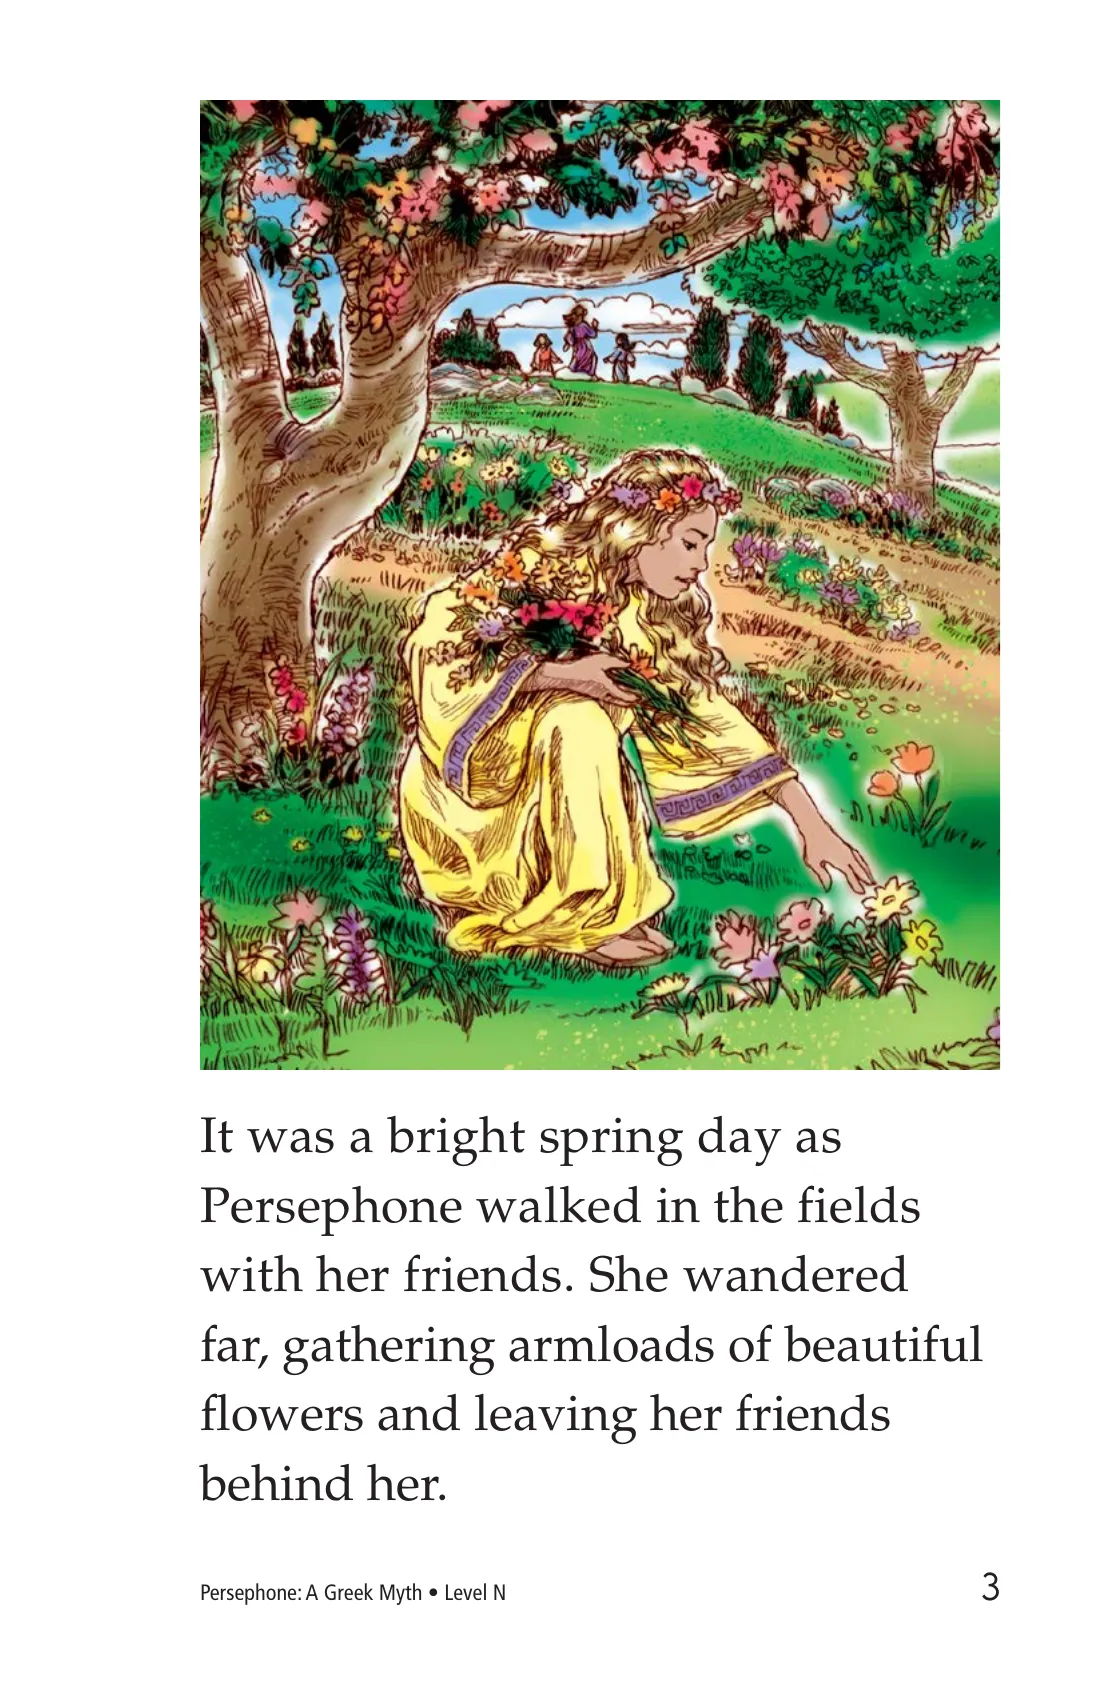 It was a bright spring day as
Persephone walked in the fields
with her friends. She wandered
far, gathering armloads of beautiful
flowers and leaving her friends
behind her.
Persephone: A Greek Myth • Level N
3